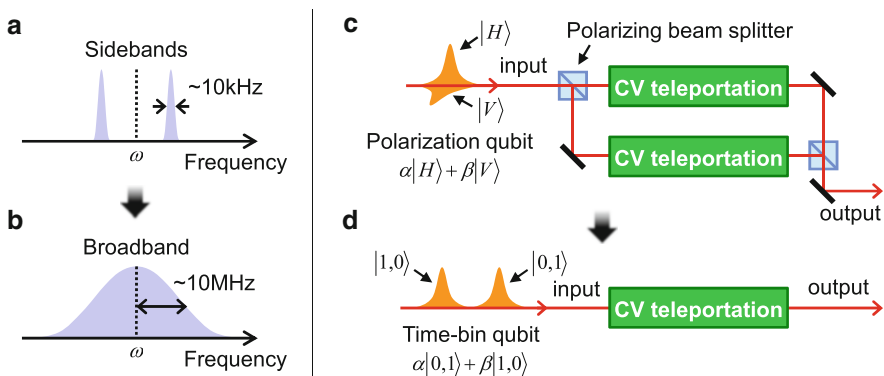 a
Sidebands
~10kHz
ω
Frequency
b
Broadband
~10MHz
ω
Frequency
c
|H⟩
|V⟩
input
Polarizing beam splitter
CV teleportation
CV teleportation
Polarization qubit
α|H⟩+β|V⟩
output
d
|1,0⟩
|0,1⟩
input
CV teleportation
output
Time-bin qubit
α|0,1⟩+β|1,0⟩